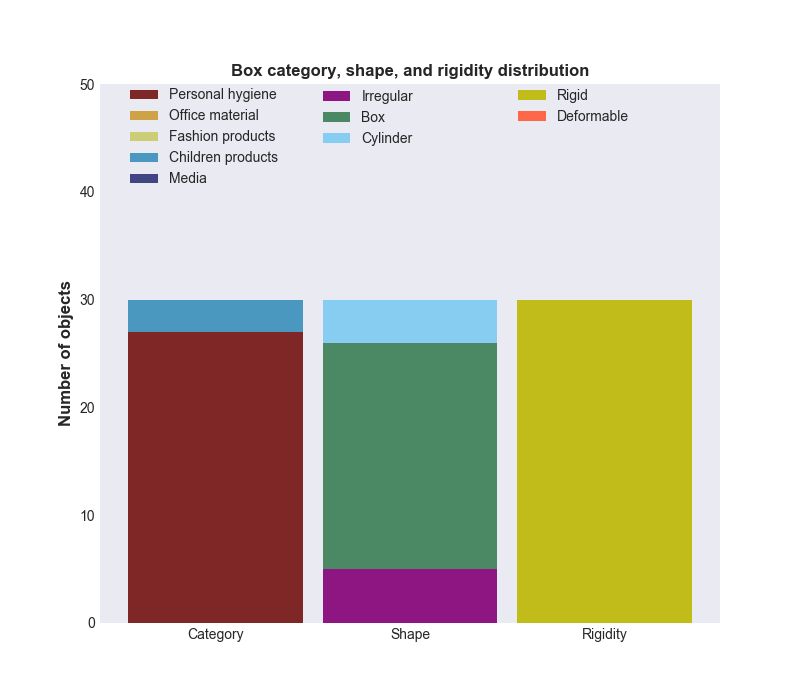 Box category, shape, and rigidity distribution
50
40
30
20
10
0
Number of objects
Personal hygiene
Office material
Fashion products
Children products
Media
Irregular
Box
Cylinder
Rigid
Deformable
Category
Shape
Rigidity